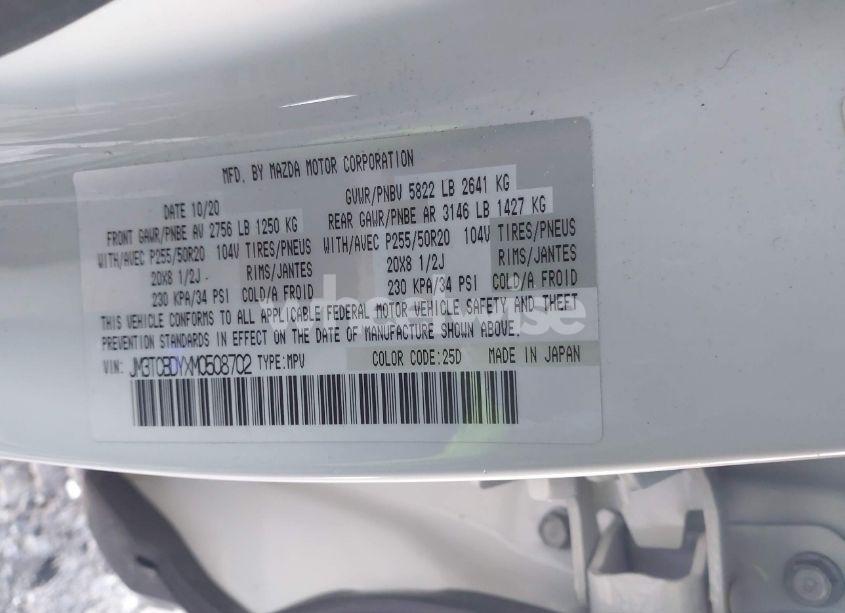 MFD. BY MAZDA MOTOR CORPORATION
DATE 10/20 GVWR/PNBV 5822 LB 2641 KG
FRONT GAWR/PNBE AV 2756 LB 1250 KG REAR GAWR/PNBE AR 3146 LB 1427 KG
WITH/AVEC P255/50R20 104V TIRES/PNEUS WITH/AVEC P255/50R20 104V TIRES/PNEUS
20X8 1/2J RIMS/JANTES 20X8 1/2J RIMS/JANTES
230 KPA/34 PSI COLD/A FROID 230 KPA/34 PSI COLD/A FROID
THIS VEHICLE CONFORMS TO ALL APPLICABLE FEDERAL MOTOR VEHICLE SAFETY AND THEFT
PREVENTION STANDARDS IN EFFECT ON THE DATE OF MANUFACTURE SHOWN ABOVE.
VIN: JM3TCBDYXM0508702 TYPE:MPV COLOR CODE:25D MADE IN JAPAN